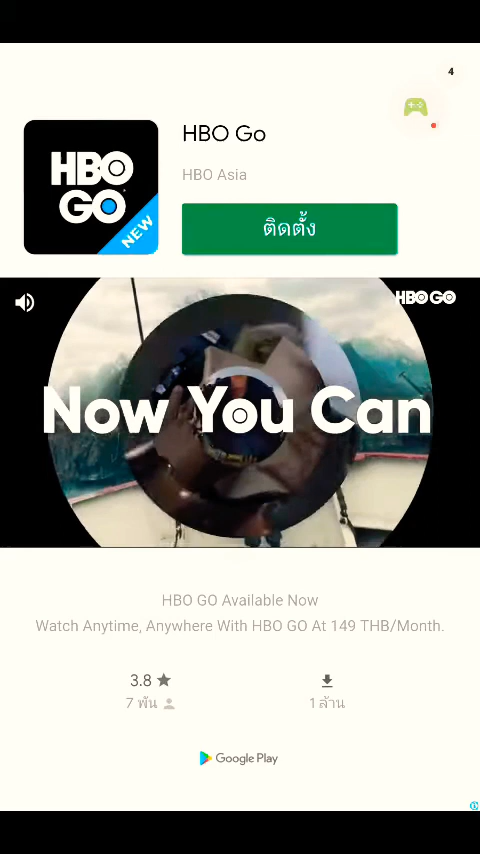 4
HBO Go
HBO Asia
HBO
GO
NEW
ติดตั้ง
HBO GO
Now You Can
HBO GO Available Now
Watch Anytime, Anywhere With HBO GO At 149 THB/Month.
3.8
7 พัน
1 ล้าน
Google Play